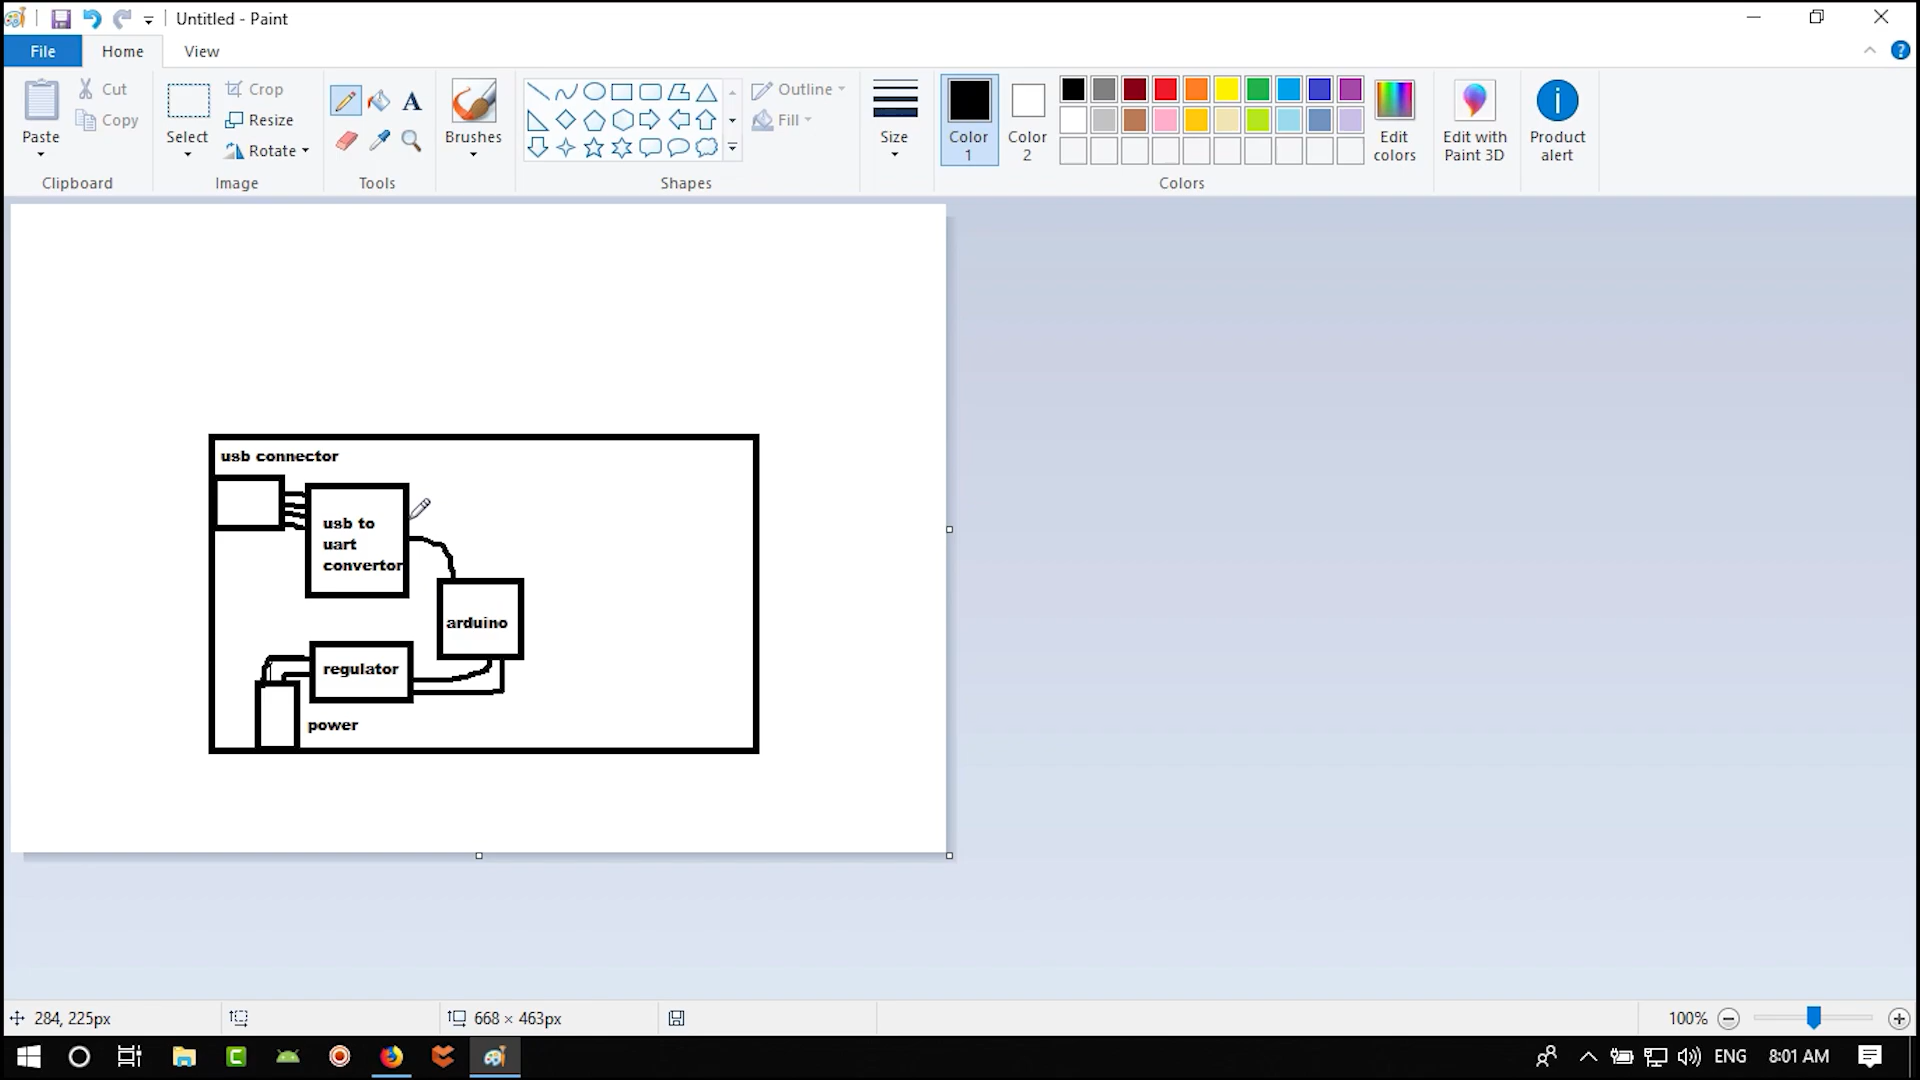 Untitled - Paint
File Home View
Paste
Cut
Copy
Clipboard
Select
Crop
Resize
Rotate
Image
A
Tools
Brushes
Shapes
Outline
Fill
Size
Color 1
Color 2
Colors
Edit colors
Edit with Paint 3D
Product alert
usb connector
usb to
uart
convertor
arduino
regulator
power
284, 225px
668 × 463px
100%
ENG
8:01 AM